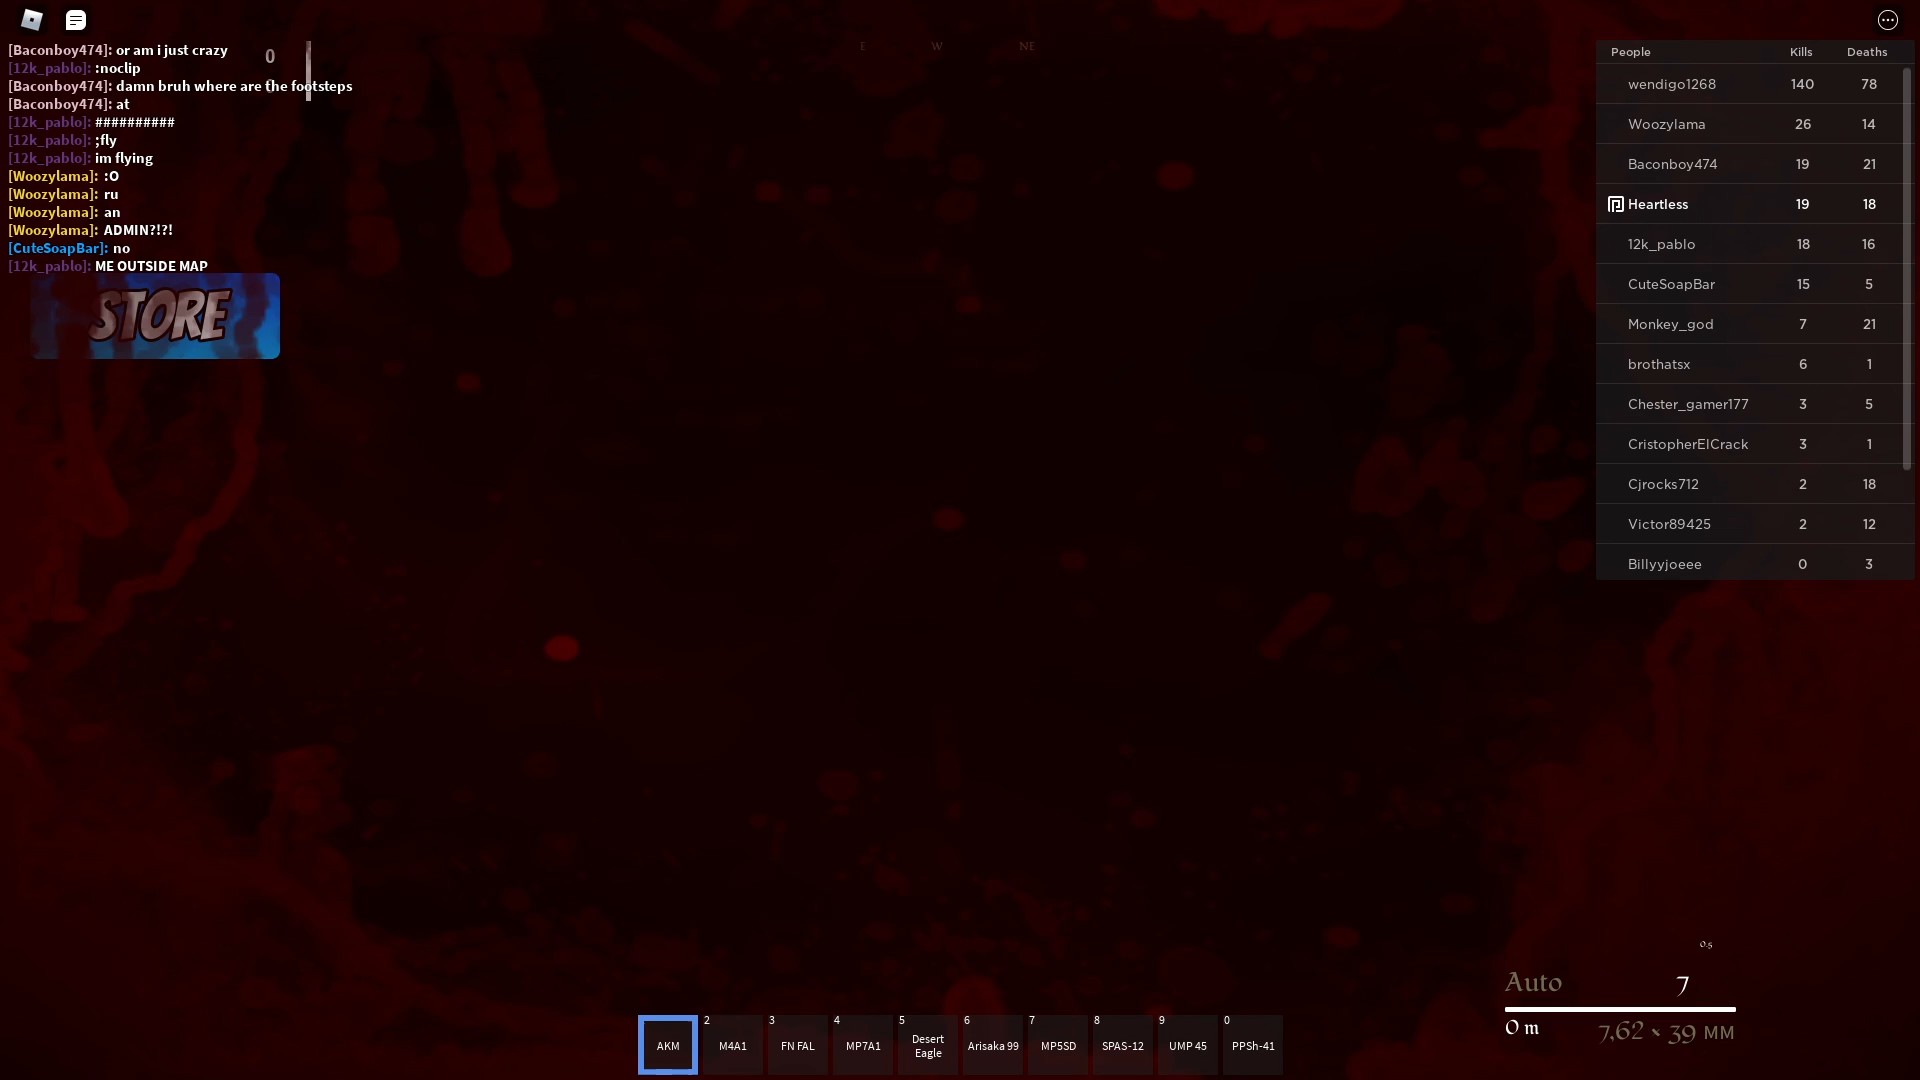 [Baconboy474]: or am i just crazy
0
[12k_pablo]: :noclip
[Baconboy474]: damn bruh where are the footsteps
[Baconboy474]: at
[12k_pablo]: ##########
[12k_pablo]: ;fly
[12k_pablo]: im flying
[Woozylama]: :O
[Woozylama]: ru
[Woozylama]: an
[Woozylama]: ADMIN?!?!
[CuteSoapBar]: no
[12k_pablo]: ME OUTSIDE MAP
STORE
E W NE
People Kills Deaths
wendigo1268 140 78
Woozylama 26 14
Baconboy474 19 21
Heartless 19 18
12k_pablo 18 16
CuteSoapBar 15 5
Monkey_god 7 21
brothatsx 6 1
Chester_gamer177 3 5
CristopherElCrack 3 1
Cjrocks712 2 18
Victor89425 2 12
Billyyjoeee 0 3
0.5
Auto 7
0 m 7,62 × 39 MM
AKM
2 M4A1
3 FN FAL
4 MP7A1
5 Desert Eagle
6 Arisaka 99
7 MP5SD
8 SPAS-12
9 UMP 45
0 PPSh-41